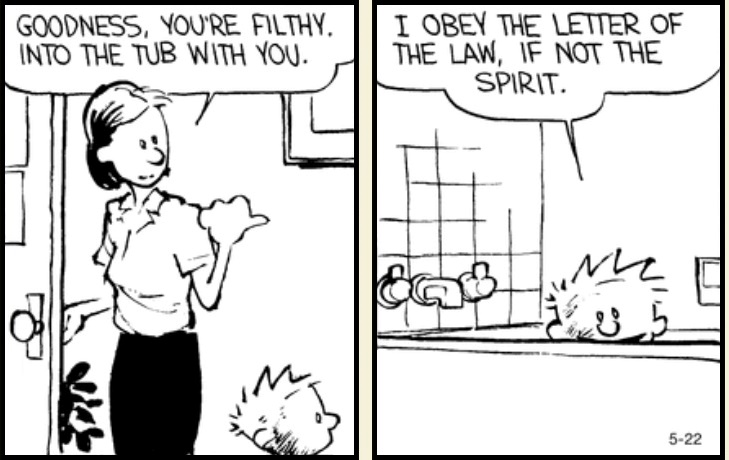 GOODNESS, YOU'RE FILTHY.
INTO THE TUB WITH YOU.
I OBEY THE LETTER OF
THE LAW, IF NOT THE
SPIRIT.
5-22